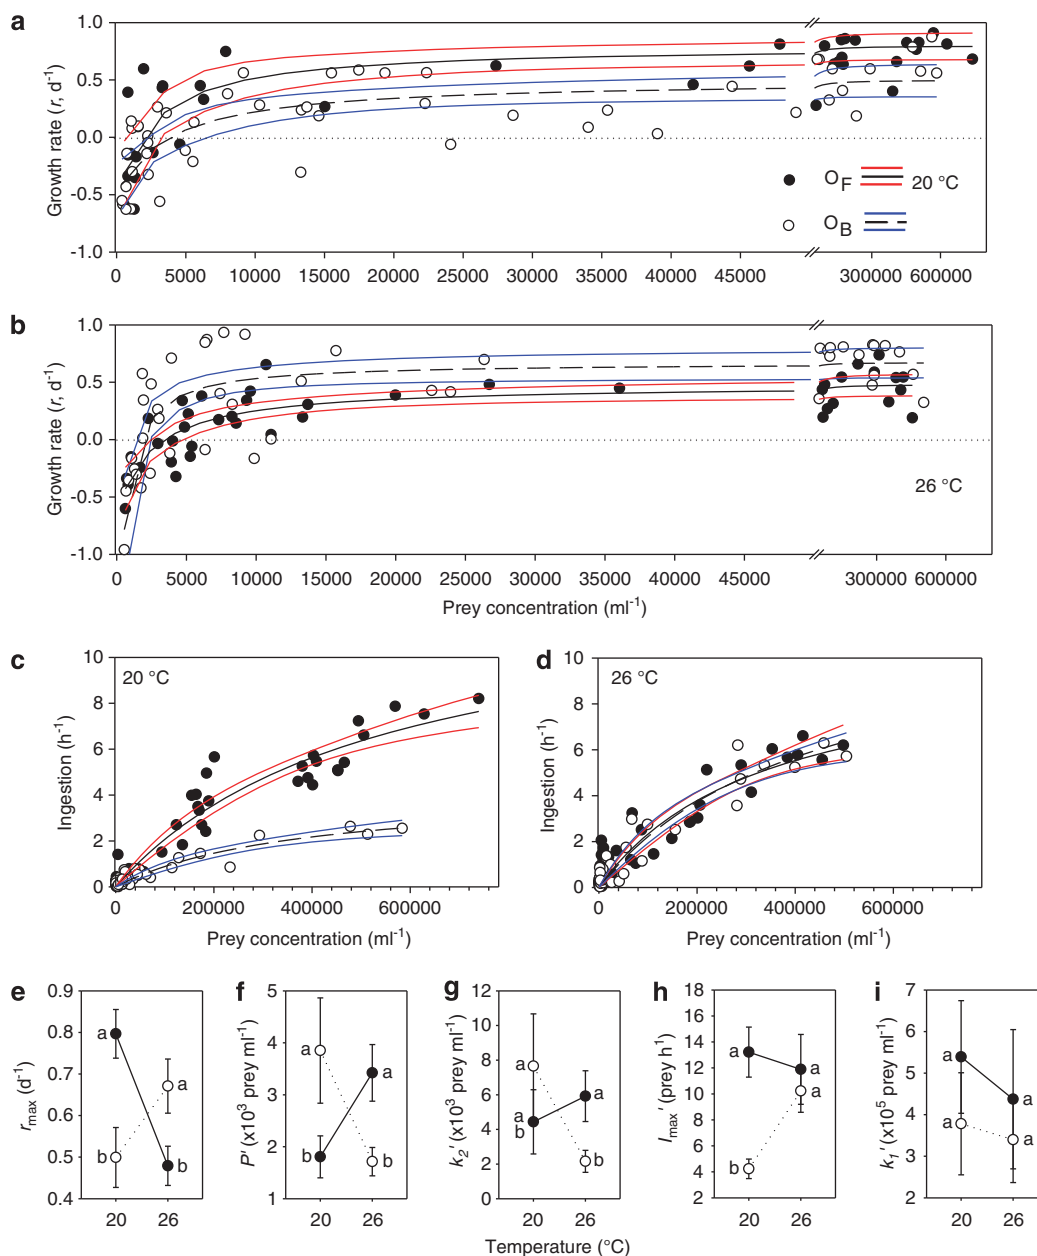 a
1.0
0.5
0.0
-0.5
-1.0
Growth rate (r, d-1)
0 5000 10000 15000 20000 25000 30000 35000 40000 45000 300000 600000
OF 20 °C
OB
b
1.0
0.5
0.0
-0.5
-1.0
Growth rate (r, d-1)
26 °C
0 5000 10000 15000 20000 25000 30000 35000 40000 45000 300000 600000
Prey concentration (ml-1)
c
20 °C
10
8
6
4
2
0
Ingestion (h-1)
0 200000 400000 600000
Prey concentration (ml-1)
d
26 °C
10
8
6
4
2
0
Ingestion (h-1)
0 200000 400000 600000
Prey concentration (ml-1)
e
0.9
0.8
0.7
0.6
0.5
0.4
rmax (d-1)
a
a
b
b
20 26
f
5
4
3
2
1
P′ (x103 prey ml-1)
a
a
b
b
20 26
g
12
10
8
6
4
2
0
k2′ (x103 prey ml-1)
a
a
a
b
b
20 26
h
18
16
14
12
10
8
6
4
2
Imax′ (prey h1)
a
a
a
b
20 26
i
7
6
5
4
3
2
k1′ (x105 prey ml-1)
a
a
a
a
20 26
Temperature (°C)